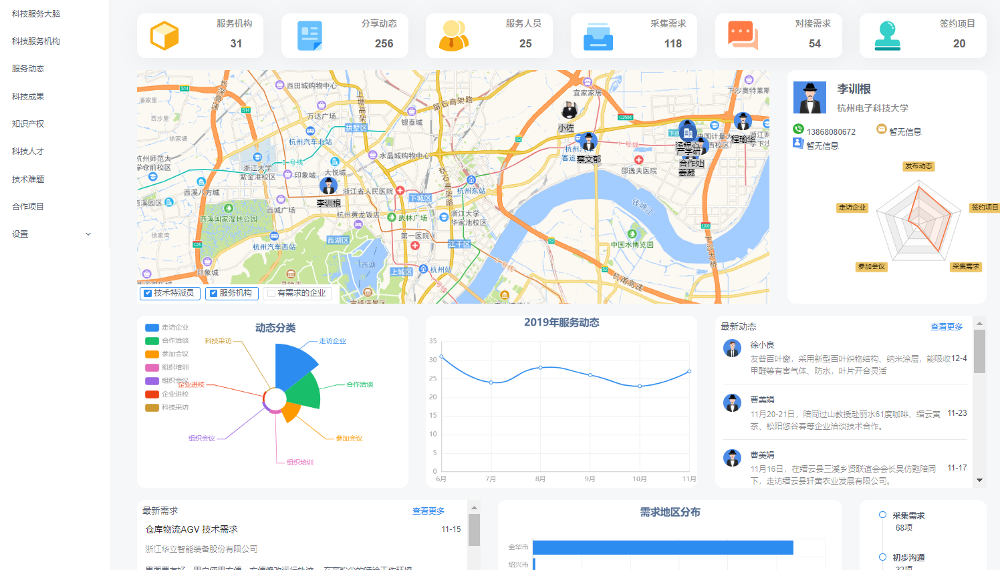 科技服务大脑
科技服务机构
服务动态
科技成果
知识产权
科技人才
技术难题
合作项目
设置
服务机构
31
分享动态
256
服务人员
25
采集需求
118
对接需求
54
签约项目
20
西田城购物中心
潘家里
西沙里
徐家塘
万达广场
上塘高架
留石高架路
银泰城
宜家家居
下沙奥特莱斯
拱墅区
杭州汽车北站
水晶城购物中心
小佐
蔡文郁
程瑜华
产学研
合作处
姜薇
邵逸夫医院
浙江大学
紫金港校区
印象城
大悦城
浙江省人民医院
下城区
杭州东站
李训根
西溪八方城
西溪国家湿地公园
西城广场
杭州黄龙饭店
武林广场
浙江大学
华家池校区
徐家湾
杭州汽车西站
西湖区
第一医院
江干区
钱塘江
中国水博览园
下沙大桥
印象城
西湖
上城区
杭州站
杭甬高速
技术特派员
服务机构
有需求的企业
李训根
杭州电子科技大学
13868080672
暂无信息
暂无信息
发布动态
走访企业
签约项目
参加会议
采集需求
动态分类
走访企业
合作洽谈
参加会议
组织培训
组织会议
企业进校
科技采访
科技采访
走访企业
企业进校
合作洽谈
组织会议
参加会议
组织培训
2019年服务动态
35
30
25
20
15
10
5
0
6月
7月
8月
9月
10月
11月
最新动态
查看更多
徐小良
友普百叶窗，采用新型百叶织物结构、纳米涂层，能吸收
12-4
甲醛等有害气体、防水，叶片开合灵活
曹美娟
11月20-21日，陪同过山教授赴丽水61度咖啡、缙云黄
11-23
茶、松阳悠谷春等企业洽谈技术合作。
曹美娟
11月16日，在缙云县三溪乡贤联谊会会长吴仿甦陪同
11-17
下，走访缙云县轩黄农业发展有限公司。
最新需求
查看更多
仓库物流AGV 技术需求
11-15
浙江华立智能装备股份有限公司
需求地区分布
金华市
绍兴市
采集需求
68项
初步沟通
32项